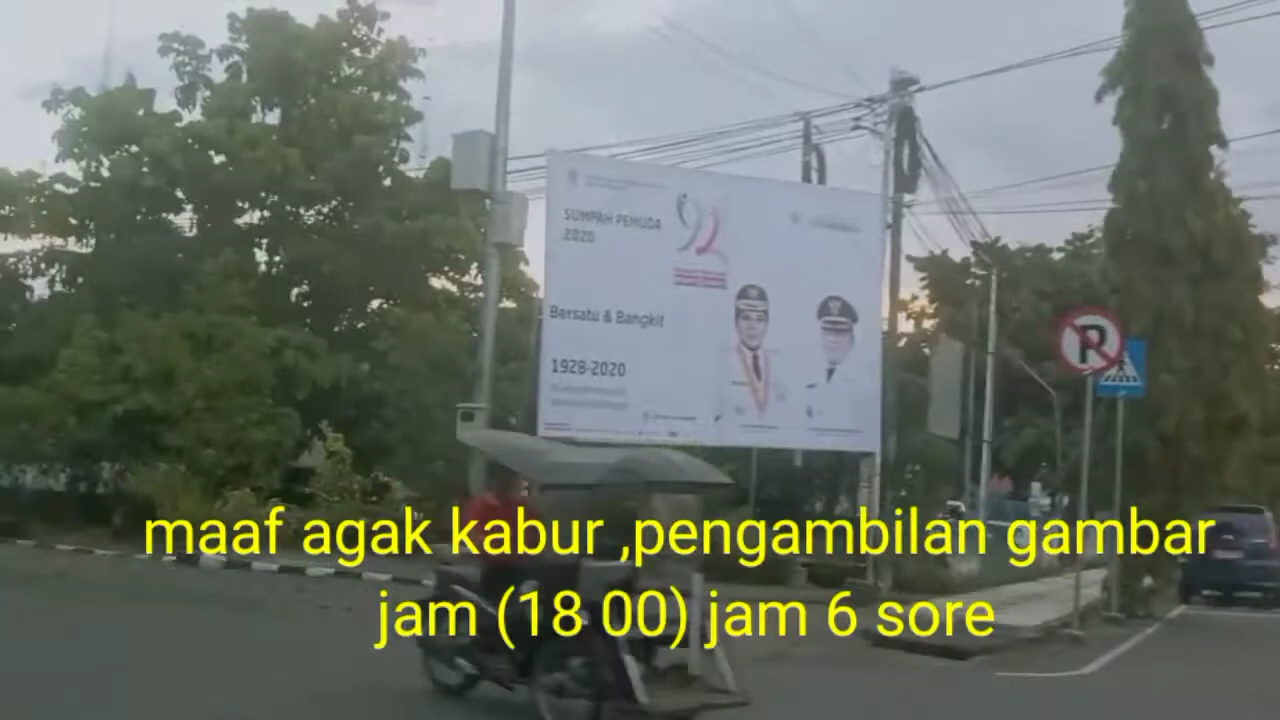 SUMPAH PEMUDA
2020
92
Bersatu & Bangkit
1928-2020
P
maaf agak kabur ,pengambilan gambar
jam (18 00) jam 6 sore